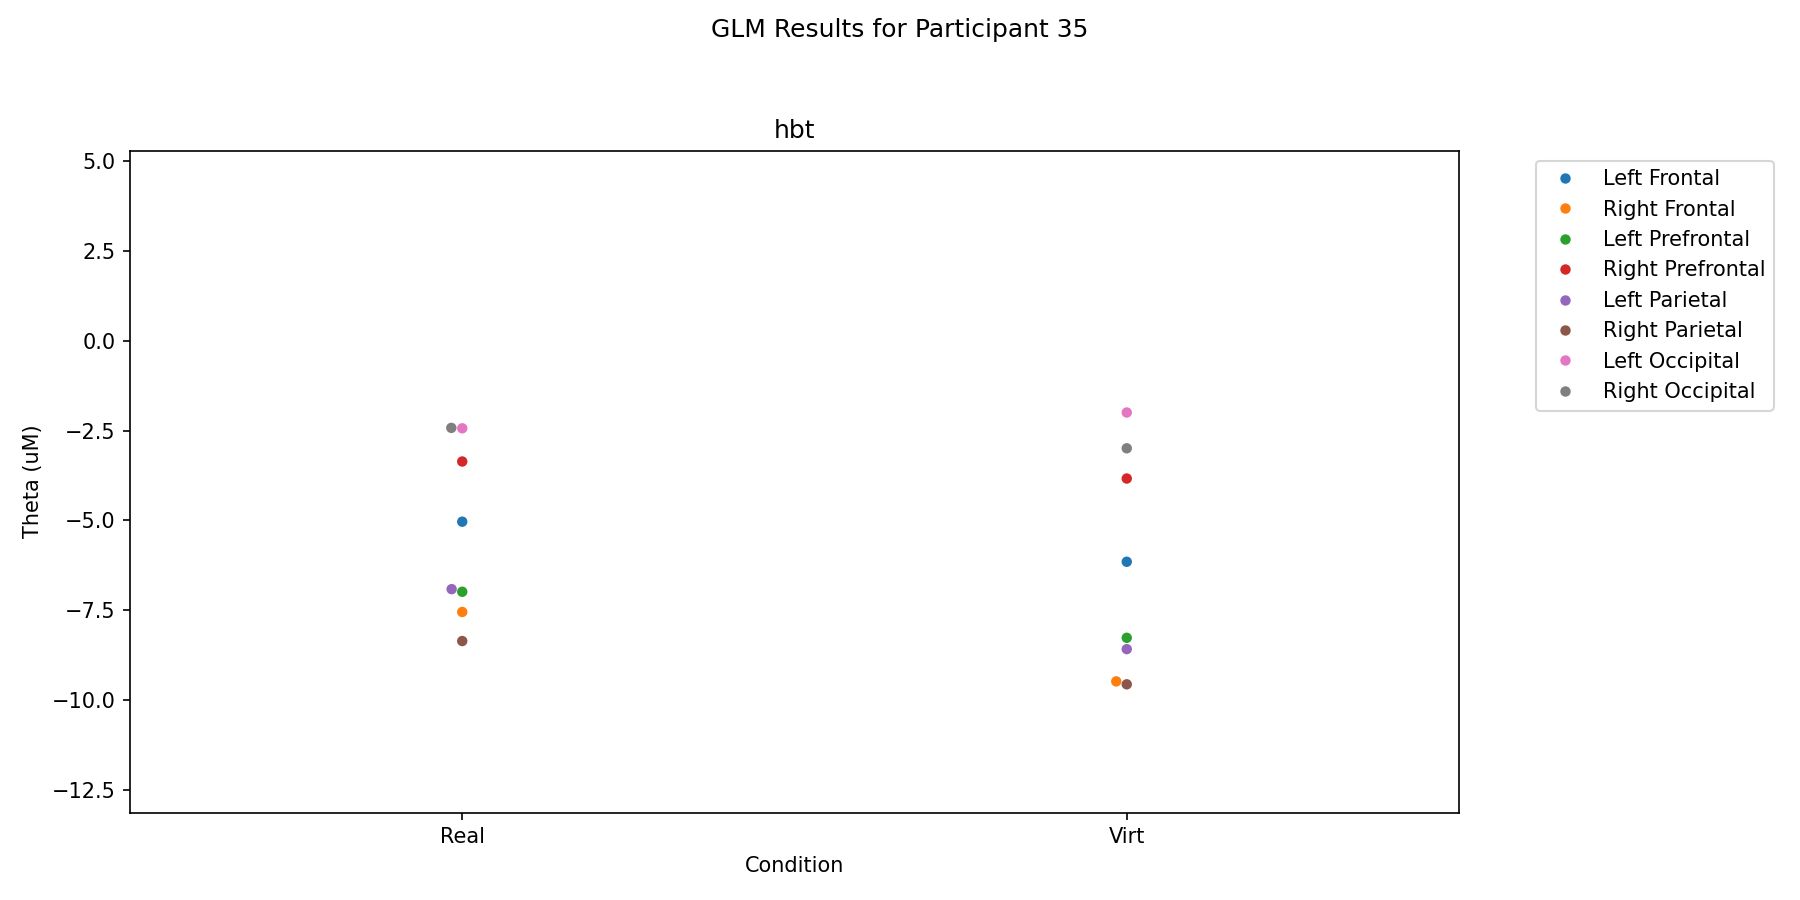 GLM Results for Participant 35
hbt
5.0
2.5
0.0
−2.5
−5.0
−7.5
−10.0
−12.5
Theta (uM)
Real
Virt
Condition
Left Frontal
Right Frontal
Left Prefrontal
Right Prefrontal
Left Parietal
Right Parietal
Left Occipital
Right Occipital